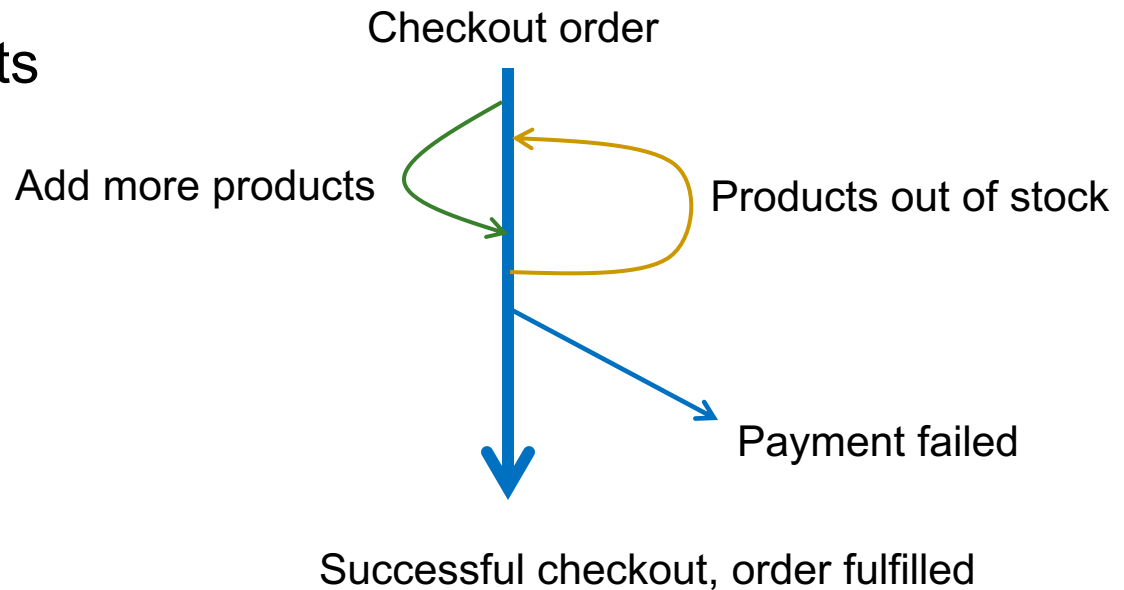 Checkout order
ts
Add more products
Products out of stock
Payment failed
Successful checkout, order fulfilled